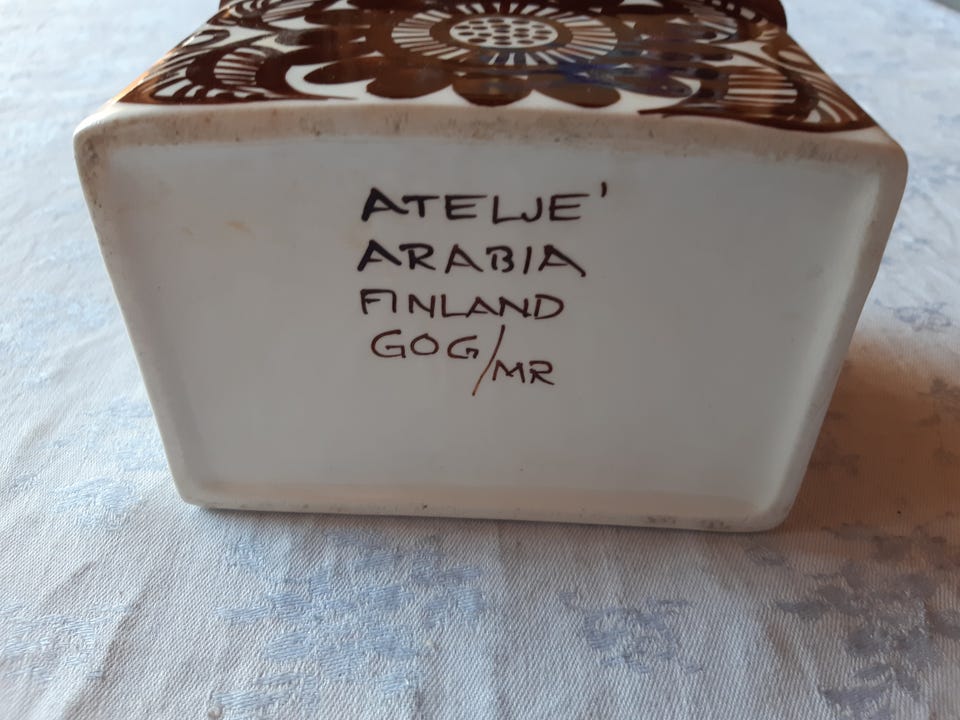 ATELJE'
ARABIA
FINLAND
GOG/MR